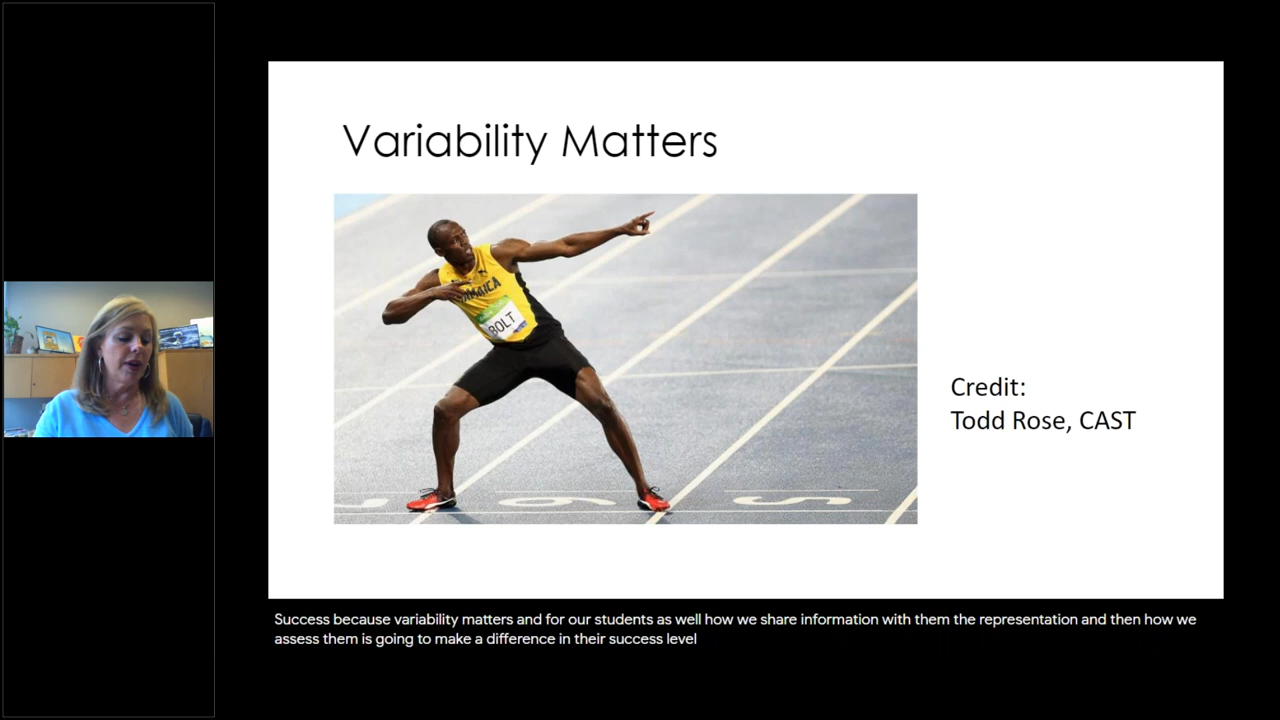 Variability Matters
JAMAICA
BOLT
Credit:
Todd Rose, CAST
6
5
Success because variability matters and for our students as well how we share information with them the representation and then how we
assess them is going to make a difference in their success level